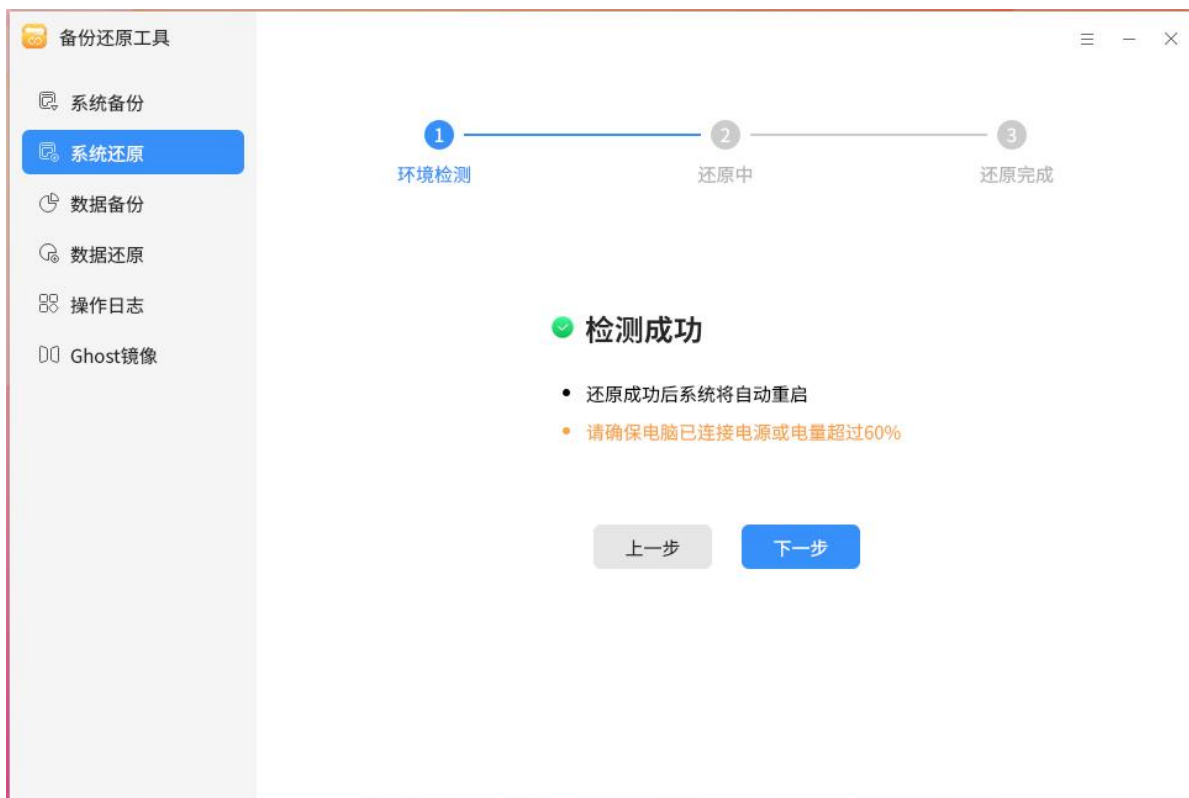 备份还原工具
系统备份
系统还原
数据备份
数据还原
操作日志
Ghost镜像
1
2
3
环境检测
还原中
还原完成
检测成功
还原成功后系统将自动重启
请确保电脑已连接电源或电量超过60%
上一步
下一步